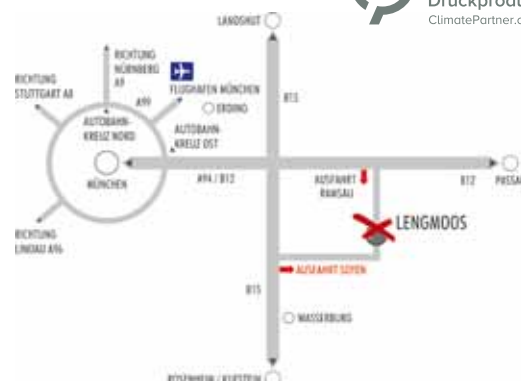 Druckprodu
ClimatePartner.c
LANDSHUT
RICHTUNG
NÜRNBERG
A9
RICHTUNG
STUTTGART A8
FLUGHAFEN MÜNCHEN
A99
ERDING
B15
AUTOBAHN-
KREUZ NORD
AUTOBAHN-
KREUZ OST
MÜNCHEN
A94 / B12
AUSFAHRT
RAMSAU
B12
PASSAU
LENGMOOS
RICHTUNG
LINDAU A96
AUSFAHRT SOYEN
B15
WASSERBURG
ROSENHEIM / KUFSTEIN